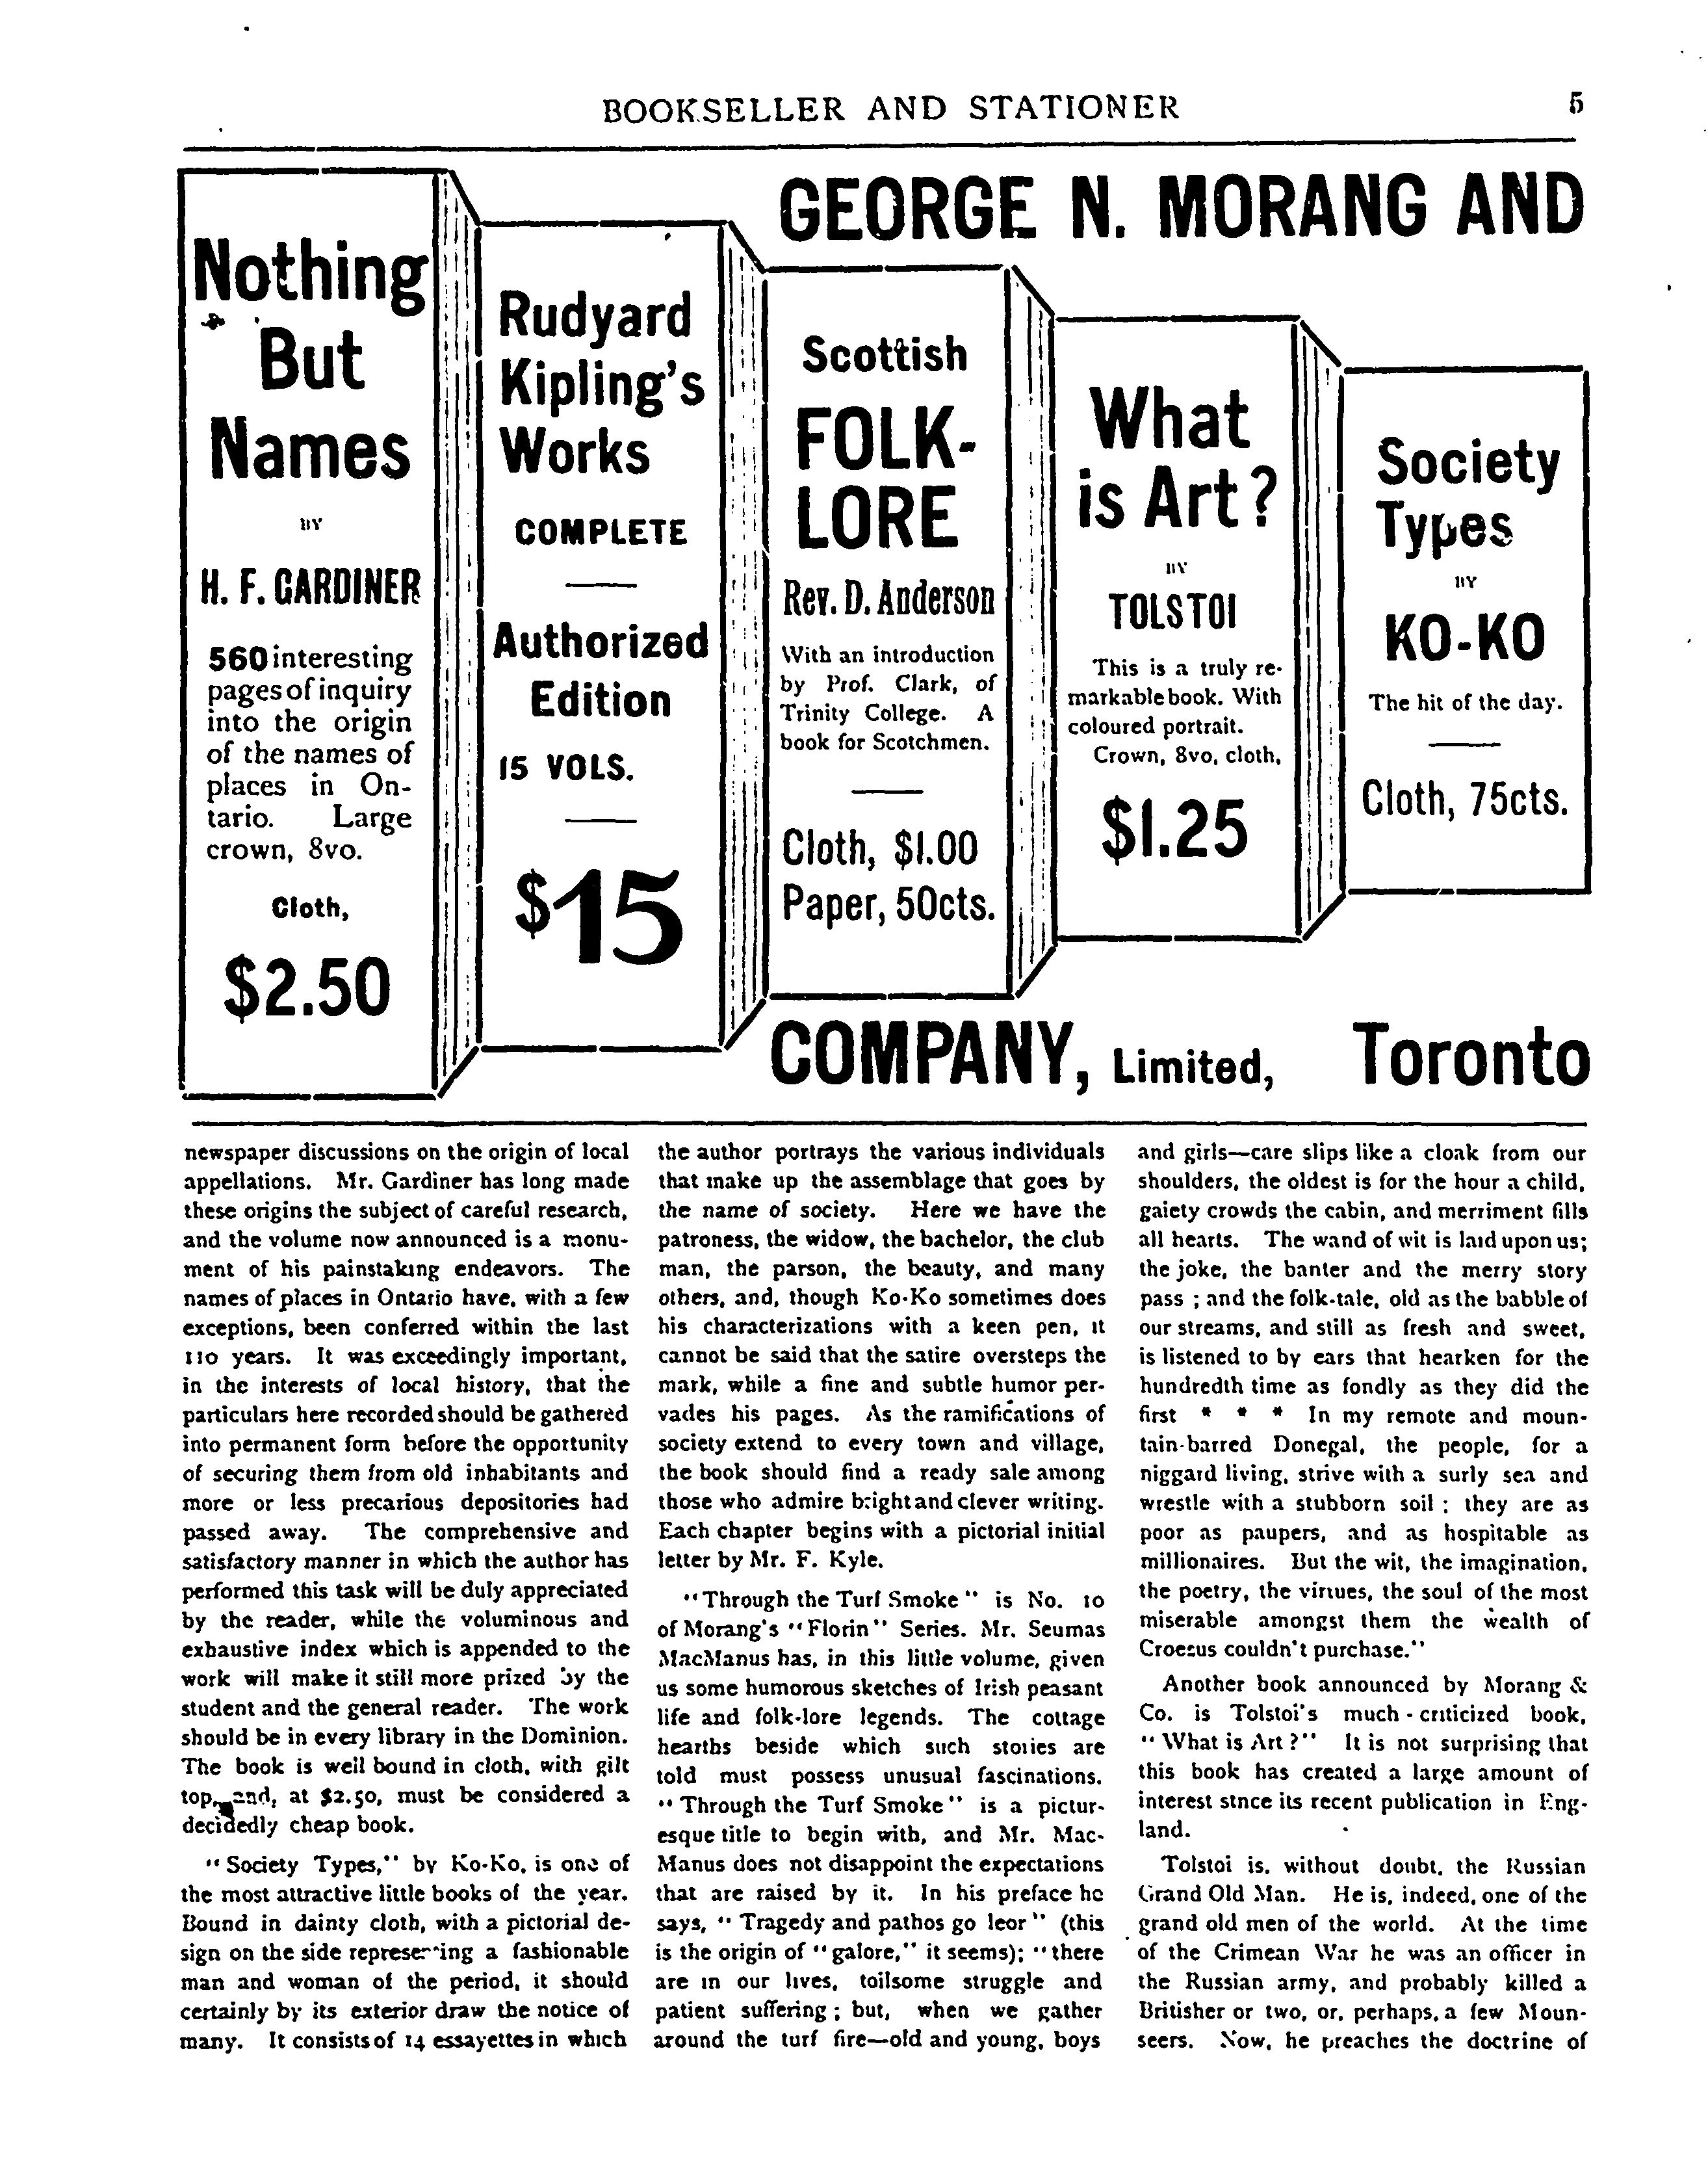 BOOKSELLER AND STATIONER
5
GEORGE N. MORANG AND
Nothing
But
Names
BY
H. F. GARDINER
560 interesting
pages of inquiry
into the origin
of the names of
places in On-
tario. Large
crown, 8vo.
Cloth,
$2.50
Rudyard
Kipling's
Works
COMPLETE
Authorized
Edition
15 VOLS.
$15
Scottish
FOLK-
LORE
Rev. D. Anderson
With an introduction
by Prof. Clark, of
Trinity College. A
book for Scotchmen.
Cloth, $1.00
Paper, 50cts.
What
is Art?
BY
TOLSTOI
This is a truly re-
markable book. With
coloured portrait.
Crown, 8vo, cloth,
$1.25
Society
Types
BY
KO-KO
The hit of the day.
Cloth, 75cts.
COMPANY, Limited, Toronto
newspaper discussions on the origin of local
appellations. Mr. Gardiner has long made
these origins the subject of careful research,
and the volume now announced is a monu-
ment of his painstaking endeavors. The
names of places in Ontario have, with a few
exceptions, been conferred within the last
110 years. It was exceedingly important,
in the interests of local history, that the
particulars here recorded should be gathered
into permanent form before the opportunity
of securing them from old inhabitants and
more or less precarious depositories had
passed away. The comprehensive and
satisfactory manner in which the author has
performed this task will be duly appreciated
by the reader, while the voluminous and
exhaustive index which is appended to the
work will make it still more prized by the
student and the general reader. The work
should be in every library in the Dominion.
The book is well bound in cloth, with gilt
top, and, at $2.50, must be considered a
decidedly cheap book.
"Society Types," by Ko-Ko, is one of
the most attractive little books of the year.
Bound in dainty cloth, with a pictorial de-
sign on the side representing a fashionable
man and woman of the period, it should
certainly by its exterior draw the notice of
many. It consists of 14 essayettes in which
the author portrays the various individuals
that make up the assemblage that goes by
the name of society. Here we have the
patroness, the widow, the bachelor, the club
man, the parson, the beauty, and many
others, and, though Ko-Ko sometimes does
his characterizations with a keen pen, it
cannot be said that the satire oversteps the
mark, while a fine and subtle humor per-
vades his pages. As the ramifications of
society extend to every town and village,
the book should find a ready sale among
those who admire bright and clever writing.
Each chapter begins with a pictorial initial
letter by Mr. F. Kyle.
"Through the Turf Smoke" is No. 10
of Morang's "Florin" Series. Mr. Seumas
MacManus has, in this little volume, given
us some humorous sketches of Irish peasant
life and folk-lore legends. The cottage
hearths beside which such stories are
told must possess unusual fascinations.
"Through the Turf Smoke" is a pictur-
esque title to begin with, and Mr. Mac-
Manus does not disappoint the expectations
that are raised by it. In his preface he
says, "Tragedy and pathos go leor" (this
is the origin of "galore," it seems); "there
are in our lives, toilsome struggle and
patient suffering; but, when we gather
around the turf fire—old and young, boys
and girls—care slips like a cloak from our
shoulders, the oldest is for the hour a child,
gaiety crowds the cabin, and merriment fills
all hearts. The wand of wit is laid upon us;
the joke, the banter and the merry story
pass; and the folk-tale, old as the babble of
our streams, and still as fresh and sweet,
is listened to by ears that hearken for the
hundredth time as fondly as they did the
first * * * In my remote and moun-
tain-barred Donegal, the people, for a
niggard living, strive with a surly sea and
wrestle with a stubborn soil; they are as
poor as paupers, and as hospitable as
millionaires. But the wit, the imagination,
the poetry, the virtues, the soul of the most
miserable amongst them the wealth of
Croesus couldn't purchase."
Another book announced by Morang &
Co. is Tolstoi's much-criticized book,
"What is Art?" It is not surprising that
this book has created a large amount of
interest stnce its recent publication in Eng-
land.
Tolstoi is, without doubt, the Russian
Grand Old Man. He is, indeed, one of the
grand old men of the world. At the time
of the Crimean War he was an officer in
the Russian army, and probably killed a
Britisher or two, or, perhaps, a few Moun-
seers. Now, he preaches the doctrine of